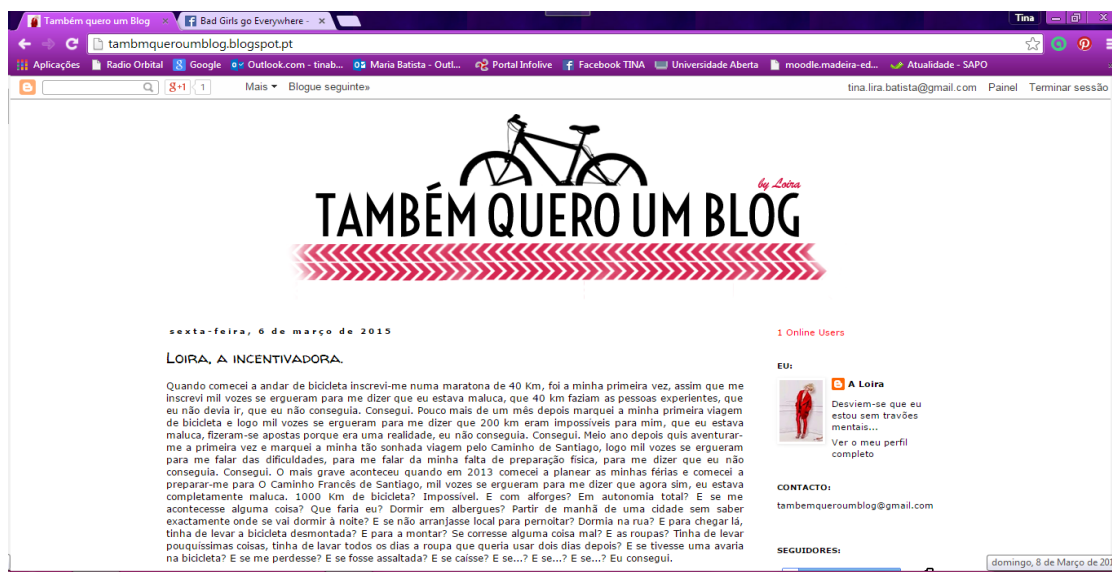 Também quero um Blog
Bad Girls go Everywhere -
Tina
tambmqueroumblog.blogspot.pt
Aplicações Radio Orbital Google Outlook.com - tinab... Maria Batista - Outl... Portal Infolive Facebook TINA Universidade Aberta moodle.madeira-ed... Atualidade - SAPO
g+1 1 Mais Blogue seguinte» tina.lira.batista@gmail.com Painel Terminar sessão
by Loira
TAMBÉM QUERO UM BLOG
sexta-feira, 6 de março de 2015
LOIRA, A INCENTIVADORA.
Quando comecei a andar de bicicleta inscrevi-me numa maratona de 40 Km, foi a minha primeira vez, assim que me
inscrevi mil vozes se ergueram para me dizer que eu estava maluca, que 40 km faziam as pessoas experientes, que
eu não devia ir, que eu não conseguia. Consegui. Pouco mais de um mês depois marquei a minha primeira viagem
de bicicleta e logo mil vozes se ergueram para me dizer que 200 km eram impossíveis para mim, que eu estava
maluca, fizeram-se apostas porque era uma realidade, eu não conseguia. Consegui. Meio ano depois quis aventurar-
me a primeira vez e marquei a minha tão sonhada viagem pelo Caminho de Santiago, logo mil vozes se ergueram
para me falar das dificuldades, para me falar da minha falta de preparação física, para me dizer que eu não
conseguia. Consegui. O mais grave aconteceu quando em 2013 comecei a planear as minhas férias e comecei a
preparar-me para O Caminho Francês de Santiago, mil vozes se ergueram para me dizer que agora sim, eu estava
completamente maluca. 1000 Km de bicicleta? Impossível. E com alforges? Em autonomia total? E se me
acontecesse alguma coisa? Que faria eu? Dormir em albergues? Partir de manhã de uma cidade sem saber
exactamente onde se vai dormir à noite? E se não arranjasse local para pernoitar? Dormia na rua? E para chegar lá,
tinha de levar a bicicleta desmontada? E para a montar? Se corresse alguma coisa mal? E as roupas? Tinha de levar
pouquíssimas coisas, tinha de lavar todos os dias a roupa que queria usar dois dias depois? E se tivesse uma avaria
na bicicleta? E se me perdesse? E se fosse assaltada? E se caísse? E se...? E se...? E se...? Eu consegui.
1 Online Users
EU:
A Loira
Desviem-se que eu
estou sem travões
mentais...
Ver o meu perfil
completo
CONTACTO:
tambemqueroumblog@gmail.com
SEGUIDORES:
domingo, 8 de Março de 201